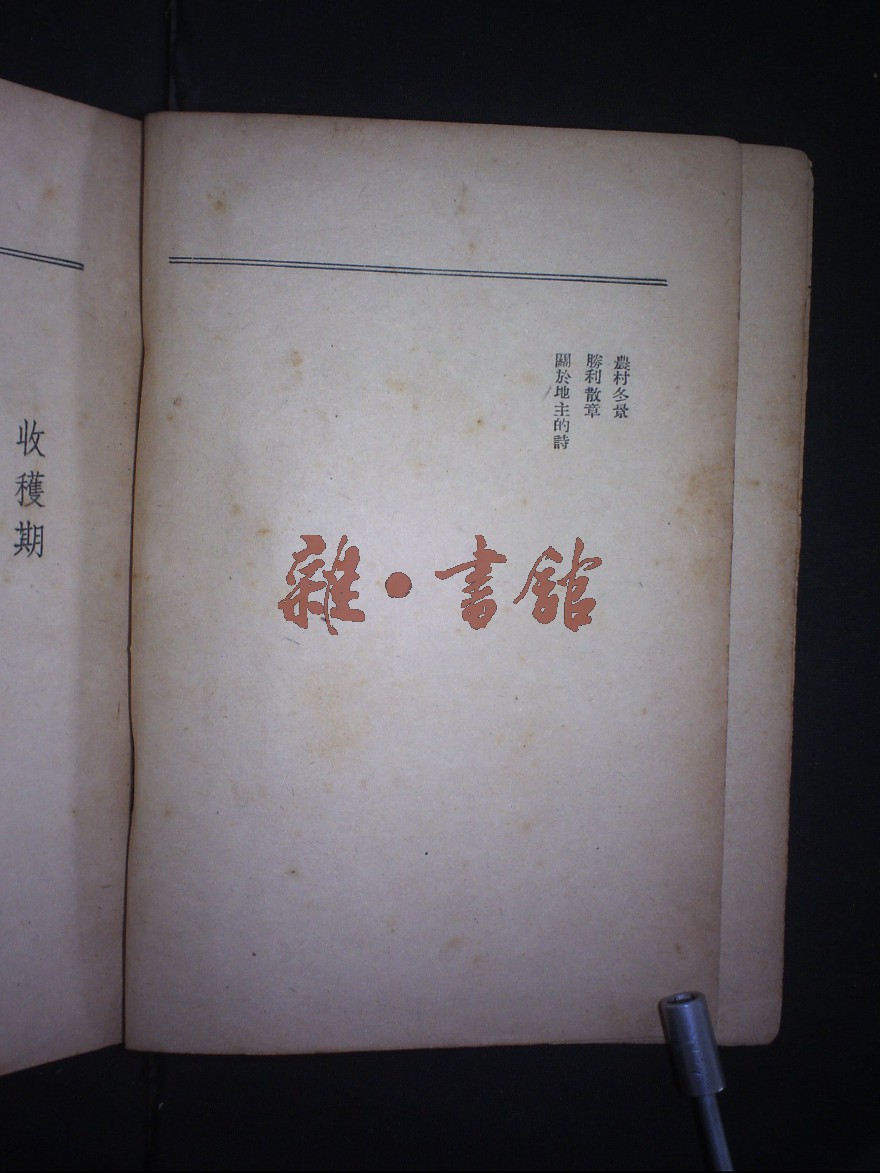 農村冬景
勝利散章
關於地主的詩
收穫期
雜·書館